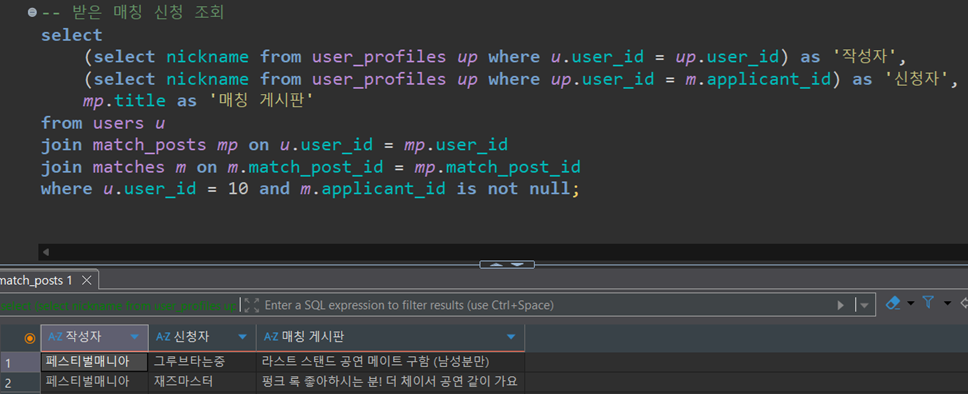 -- 받은 매칭 신청 조회
select
(select nickname from user_profiles up where u.user_id = up.user_id) as '작성자',
(select nickname from user_profiles up where up.user_id = m.applicant_id) as '신청자',
mp.title as '매칭 게시판'
from users u
join match_posts mp on u.user_id = mp.user_id
join matches m on m.match_post_id = mp.match_post_id
where u.user_id = 10 and m.applicant_id is not null;
match_posts 1
select (select nickname from user_profiles up Enter a SQL expression to filter results (use Ctrl+Space)
A-Z 작성자 A-Z 신청자 A-Z 매칭 게시판
1 페스티벌매니아 그루브타는중 라스트 스탠드 공연 메이트 구함 (남성분만)
2 페스티벌매니아 재즈마스터 펑크 록 좋아하시는 분! 더 체이서 공연 같이 가요